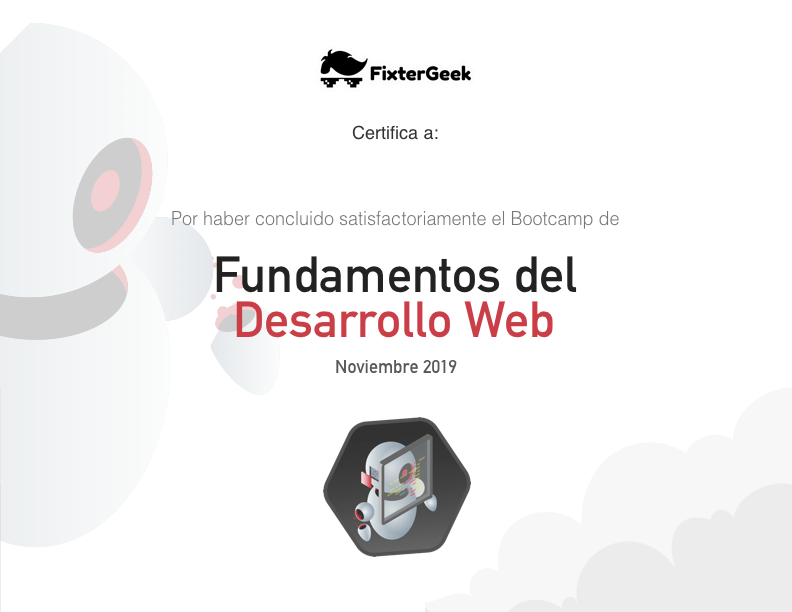 FixterGeek
Certifica a:
Por haber concluido satisfactoriamente el Bootcamp de
Fundamentos del
Desarrollo Web
Noviembre 2019